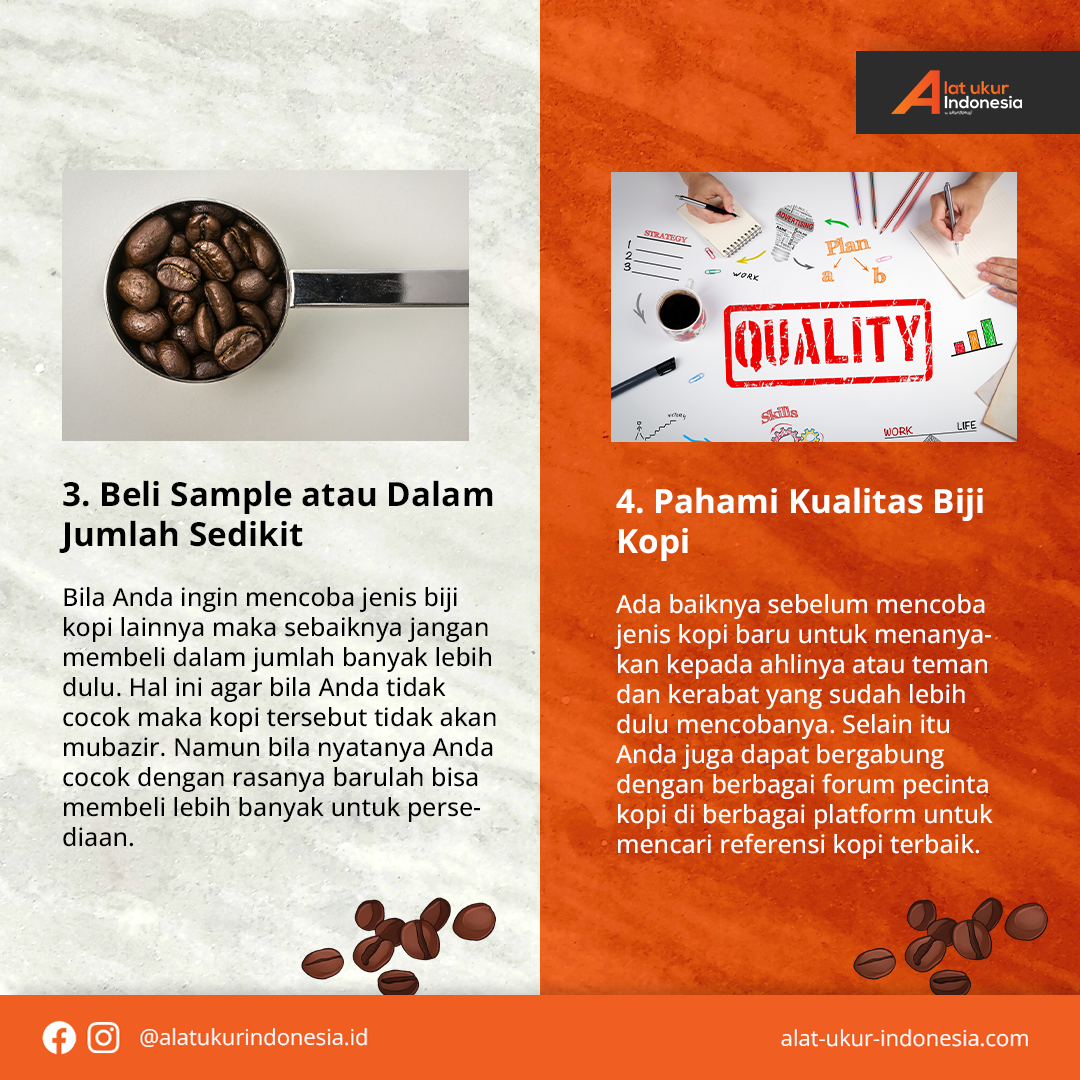 Alat ukur
Indonesia
3. Beli Sample atau Dalam
Jumlah Sedikit
Bila Anda ingin mencoba jenis biji
kopi lainnya maka sebaiknya jangan
membeli dalam jumlah banyak lebih
dulu. Hal ini agar bila Anda tidak
cocok maka kopi tersebut tidak akan
mubazir. Namun bila nyatanya Anda
cocok dengan rasanya barulah bisa
membeli lebih banyak untuk perse-
diaan.
STRATEGY
1
2
3
ADVERTISING
WORK
Plan
a b
QUALITY
VICTORY
Skills
WORK LIFE
4. Pahami Kualitas Biji
Kopi
Ada baiknya sebelum mencoba
jenis kopi baru untuk menanya-
kan kepada ahlinya atau teman
dan kerabat yang sudah lebih
dulu mencobanya. Selain itu
Anda juga dapat bergabung
dengan berbagai forum pecinta
kopi di berbagai platform untuk
mencari referensi kopi terbaik.
@alatukurindonesia.id
alat-ukur-indonesia.com